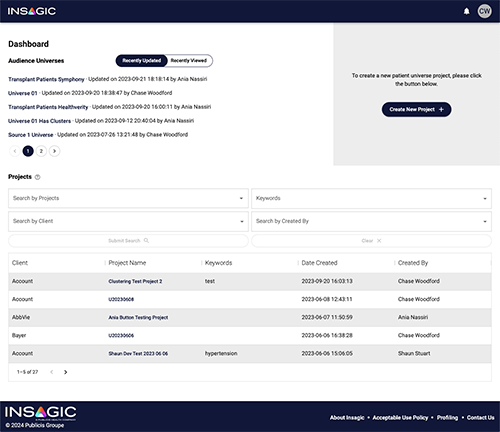 INSAGIC
CW
Dashboard
Audience Universes
Recently Updated
Recently Viewed
Transplant Patients Symphony - Updated on 2023-09-21 18:18:14 by Ania Nassiri
Universe 01 - Updated on 2023-09-20 18:38:47 by Chase Woodford
Transplant Patients Healthverity - Updated on 2023-09-20 16:00:11 by Ania Nassiri
Universe 01 Has Clusters - Updated on 2023-09-12 20:40:04 by Ania Nassiri
Source 1 Universe - Updated on 2023-07-26 13:21:48 by Chase Woodford
< 1 2 >
To create a new patient universe project, please click
the button below.
Create New Project +
Projects ?
Search by Projects
Keywords
Search by Client
Search by Created By
Submit Search
Clear ×
Client Project Name Keywords Date Created Created By
Account Clustering Test Project 2 test 2023-09-20 16:03:13 Chase Woodford
Account U20230608 2023-06-08 12:43:11 Chase Woodford
AbbVie Ania Button Testing Project 2023-06-07 11:50:59 Ania Nassiri
Bayer U20230606 2023-06-06 16:38:28 Chase Woodford
Account Shaun Dev Test 2023 06 06 hypertension 2023-06-06 15:06:05 Shaun Stuart
1–5 of 27 < >
INSAGIC
© 2024 Publicis Groupe
About Insagic • Acceptable Use Policy • Profiling • Contact Us